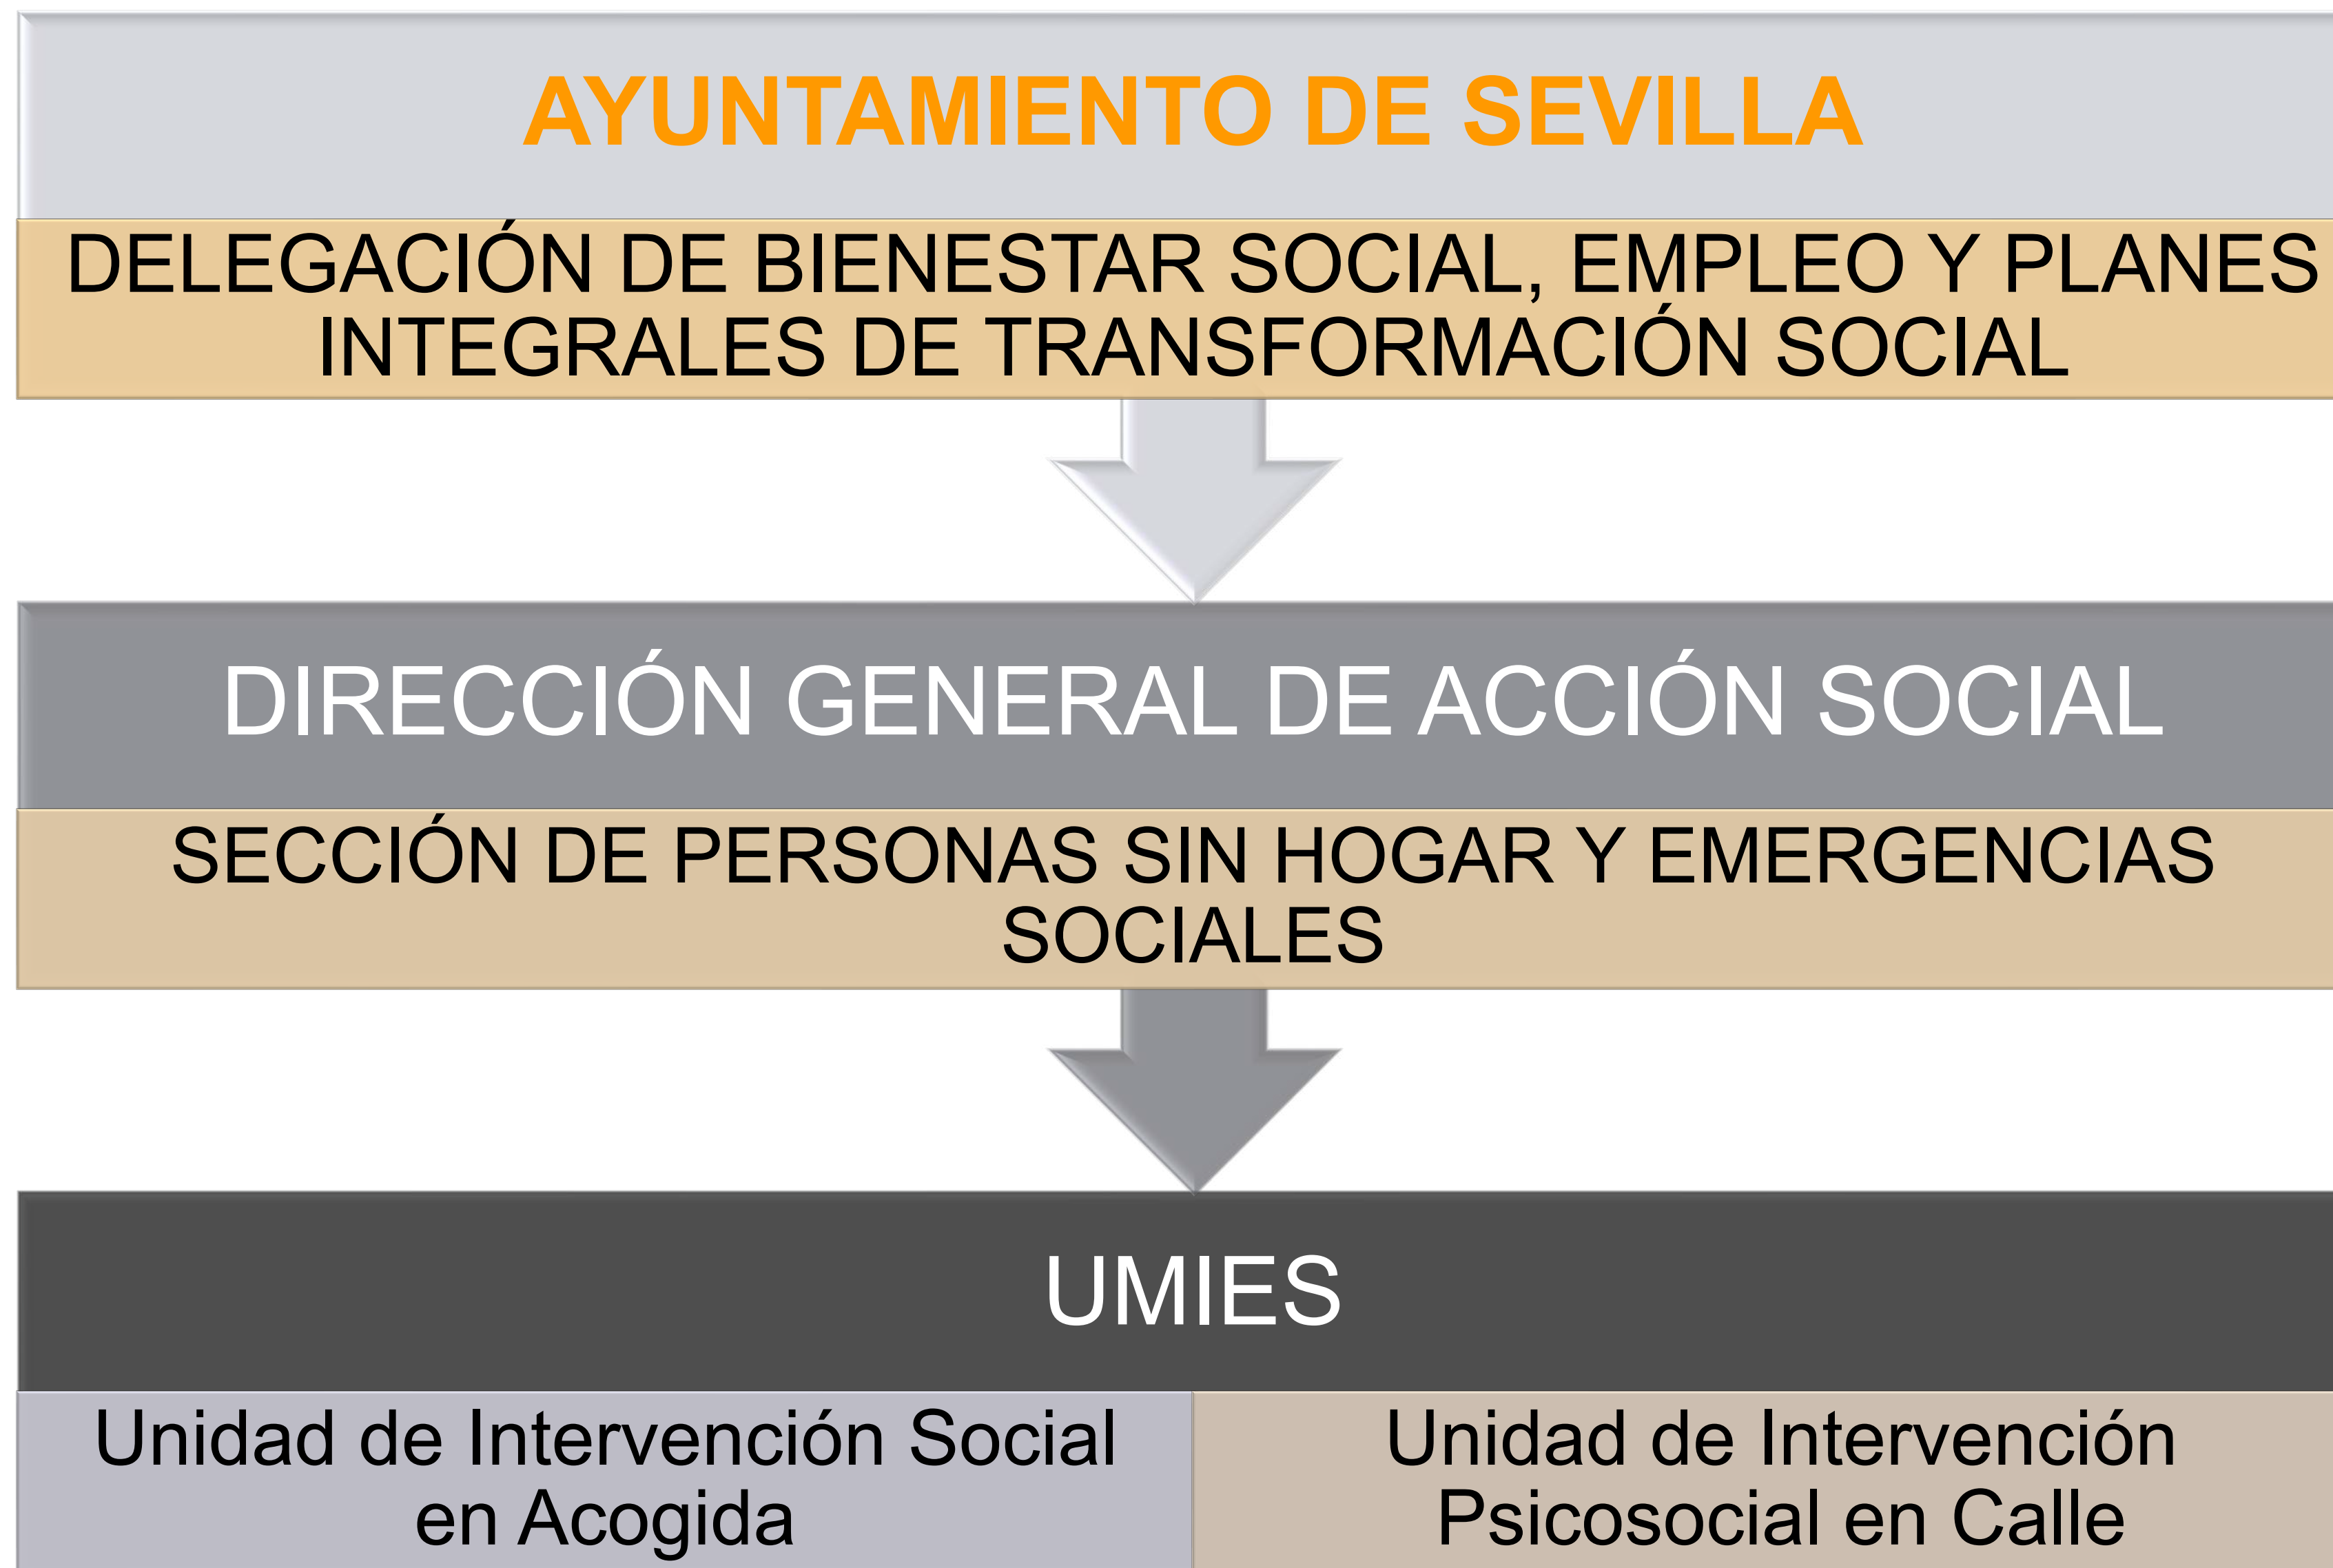 AYUNTAMIENTO DE SEVILLA
DELEGACIÓN DE BIENESTAR SOCIAL, EMPLEO Y PLANES
INTEGRALES DE TRANSFORMACIÓN SOCIAL
DIRECCIÓN GENERAL DE ACCIÓN SOCIAL
SECCIÓN DE PERSONAS SIN HOGAR Y EMERGENCIAS
SOCIALES
UMIES
Unidad de Intervención Social
en Acogida
Unidad de Intervención
Psicosocial en Calle